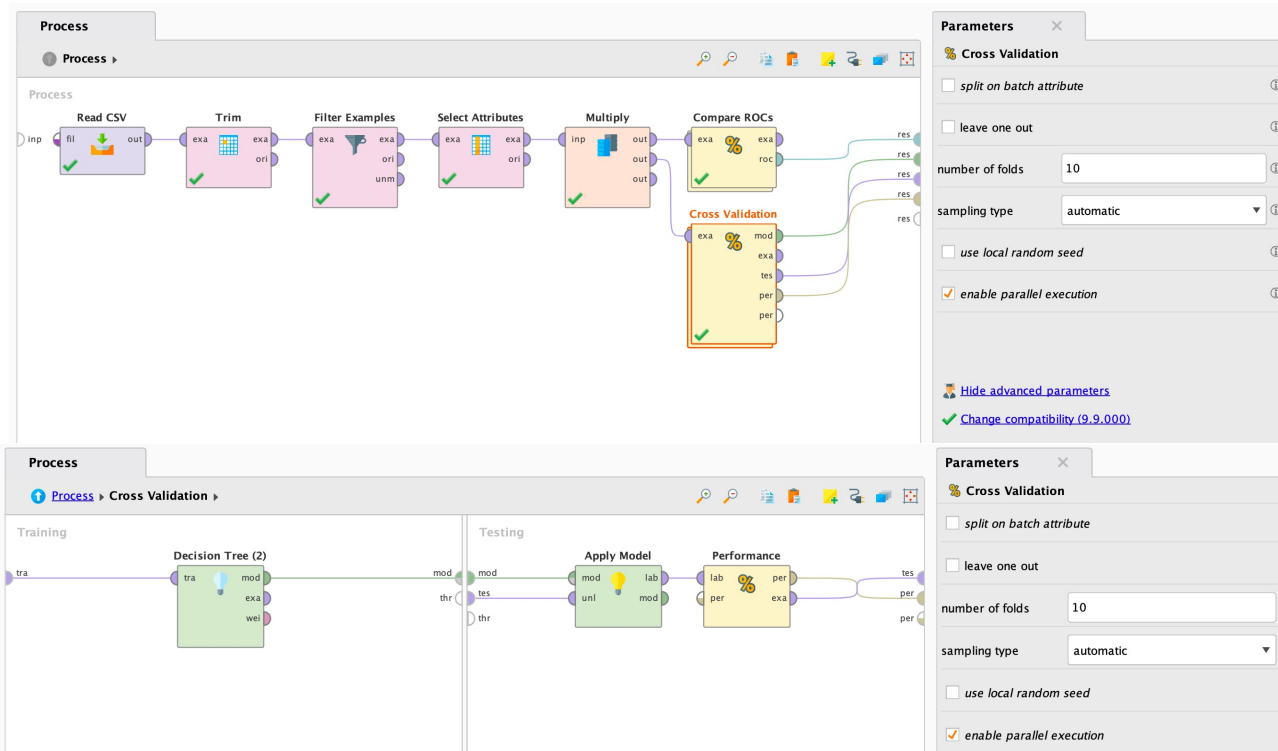 Process
Process
Process
Read CSV
Trim
Filter Examples
Select Attributes
Multiply
Compare ROCs
inp
fil
out
exa
exa
ori
exa
exa
ori
unm
exa
exa
ori
inp
out
out
out
exa
exa
roc
res
res
res
res
res
Cross Validation
exa
mod
exa
tes
per
per
Parameters
% Cross Validation
split on batch attribute
leave one out
number of folds 10
sampling type automatic
use local random seed
enable parallel execution
Hide advanced parameters
Change compatibility (9.9.000)
Process
Process Cross Validation
Training
Decision Tree (2)
tra
tra
mod
exa
wei
mod
thr
Testing
Apply Model
Performance
mod
tes
thr
mod
unl
lab
mod
lab
per
per
exa
tes
per
per
Parameters
% Cross Validation
split on batch attribute
leave one out
number of folds 10
sampling type automatic
use local random seed
enable parallel execution